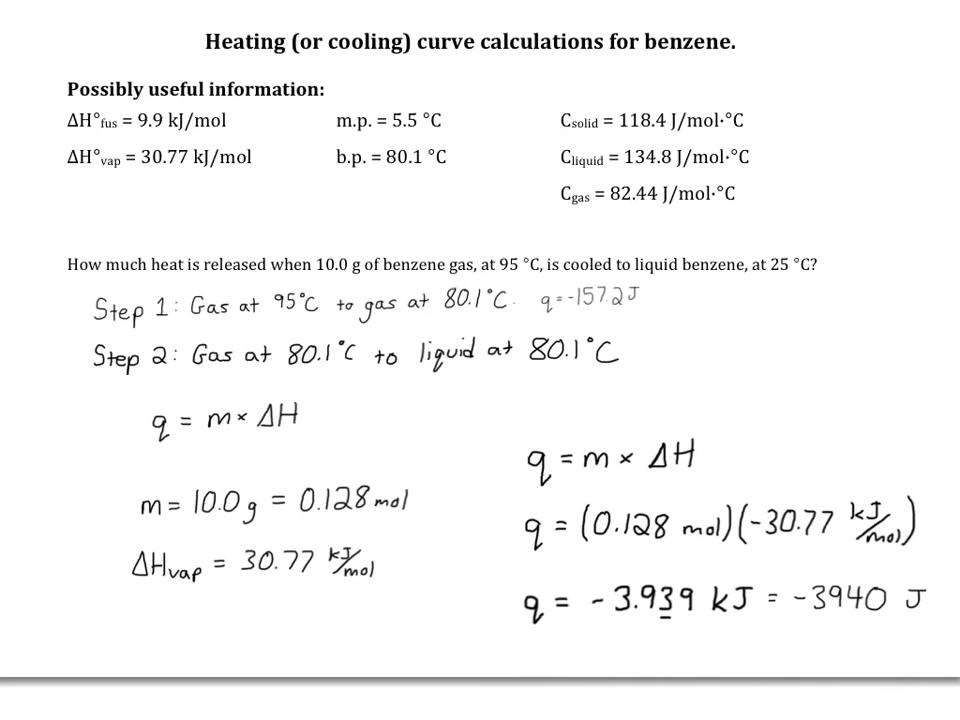 Heating (or cooling) curve calculations for benzene.
Possibly useful information:
ΔH°fus = 9.9 kJ/mol m.p. = 5.5 °C Csolid = 118.4 J/mol·°C
ΔH°vap = 30.77 kJ/mol b.p. = 80.1 °C Cliquid = 134.8 J/mol·°C
Cgas = 82.44 J/mol·°C
How much heat is released when 10.0 g of benzene gas, at 95 °C, is cooled to liquid benzene, at 25 °C?
Step 1: Gas at 95°C to gas at 80.1°C. q=-157.2J
Step 2: Gas at 80.1°C to liquid at 80.1°C
q = m × ΔH
m = 10.0 g = 0.128 mol
ΔHvap = 30.77 kJ/mol
q = m × ΔH
q = (0.128 mol)(-30.77 kJ/mol)
q = -3.939 kJ = -3940 J